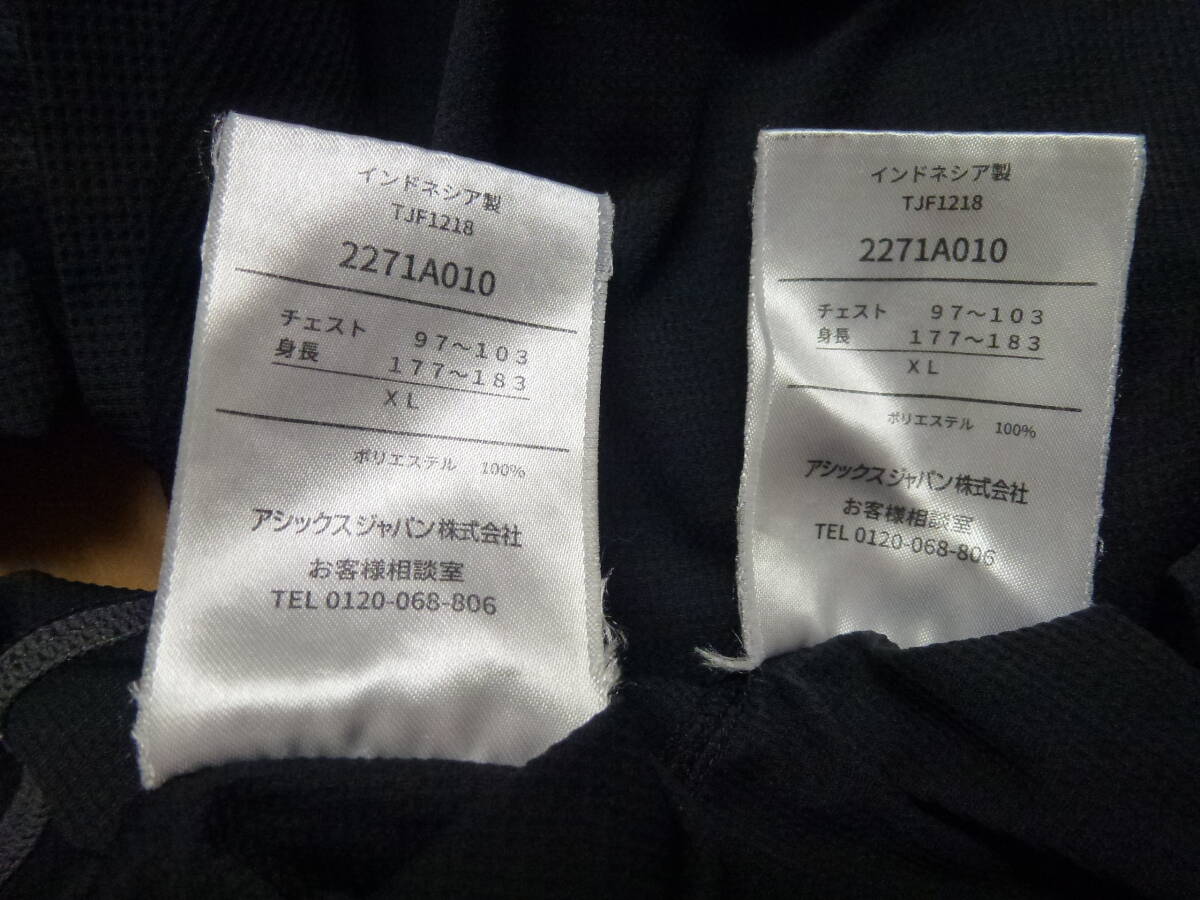 インドネシア製
TJF1218
2271A010
チェスト 97～103
身長 177～183
XL
ポリエステル 100%
アシックスジャパン株式会社
お客様相談室
TEL 0120-068-806
インドネシア製
TJF1218
2271A010
チェスト 97～103
身長 177～183
XL
ポリエステル 100%
アシックスジャパン株式会社
お客様相談室
TEL 0120-068-806